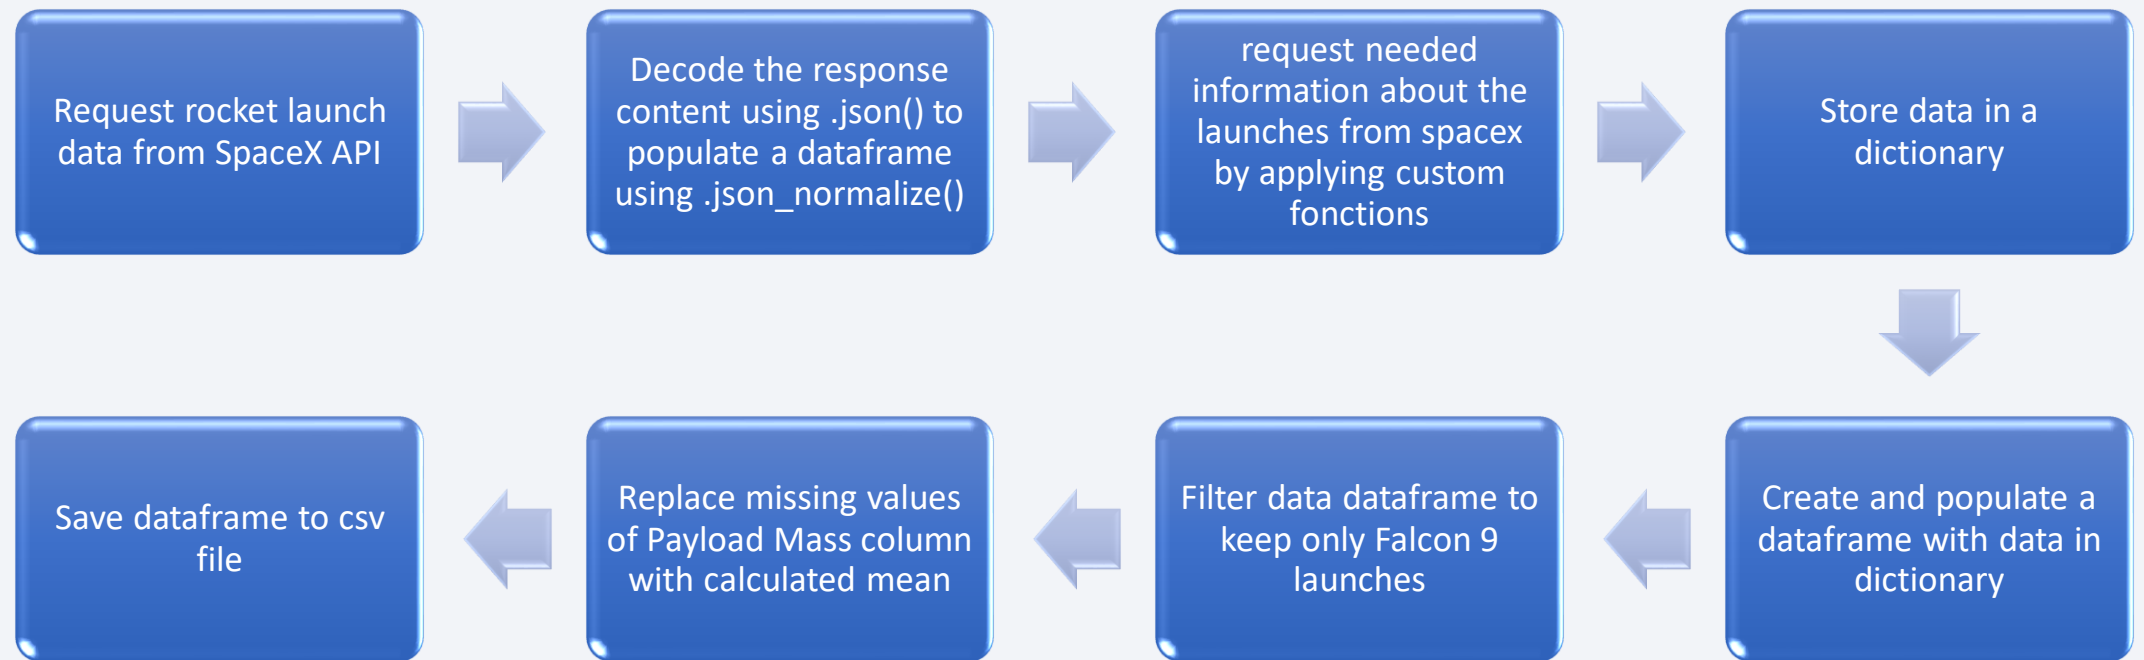 Request rocket launch
data from SpaceX API
Decode the response
content using .json() to
populate a dataframe
using .json_normalize()
request needed
information about the
launches from spacex
by applying custom
fonctions
Store data in a
dictionary
Create and populate a
dataframe with data in
dictionary
Filter data dataframe to
keep only Falcon 9
launches
Replace missing values
of Payload Mass column
with calculated mean
Save dataframe to csv
file